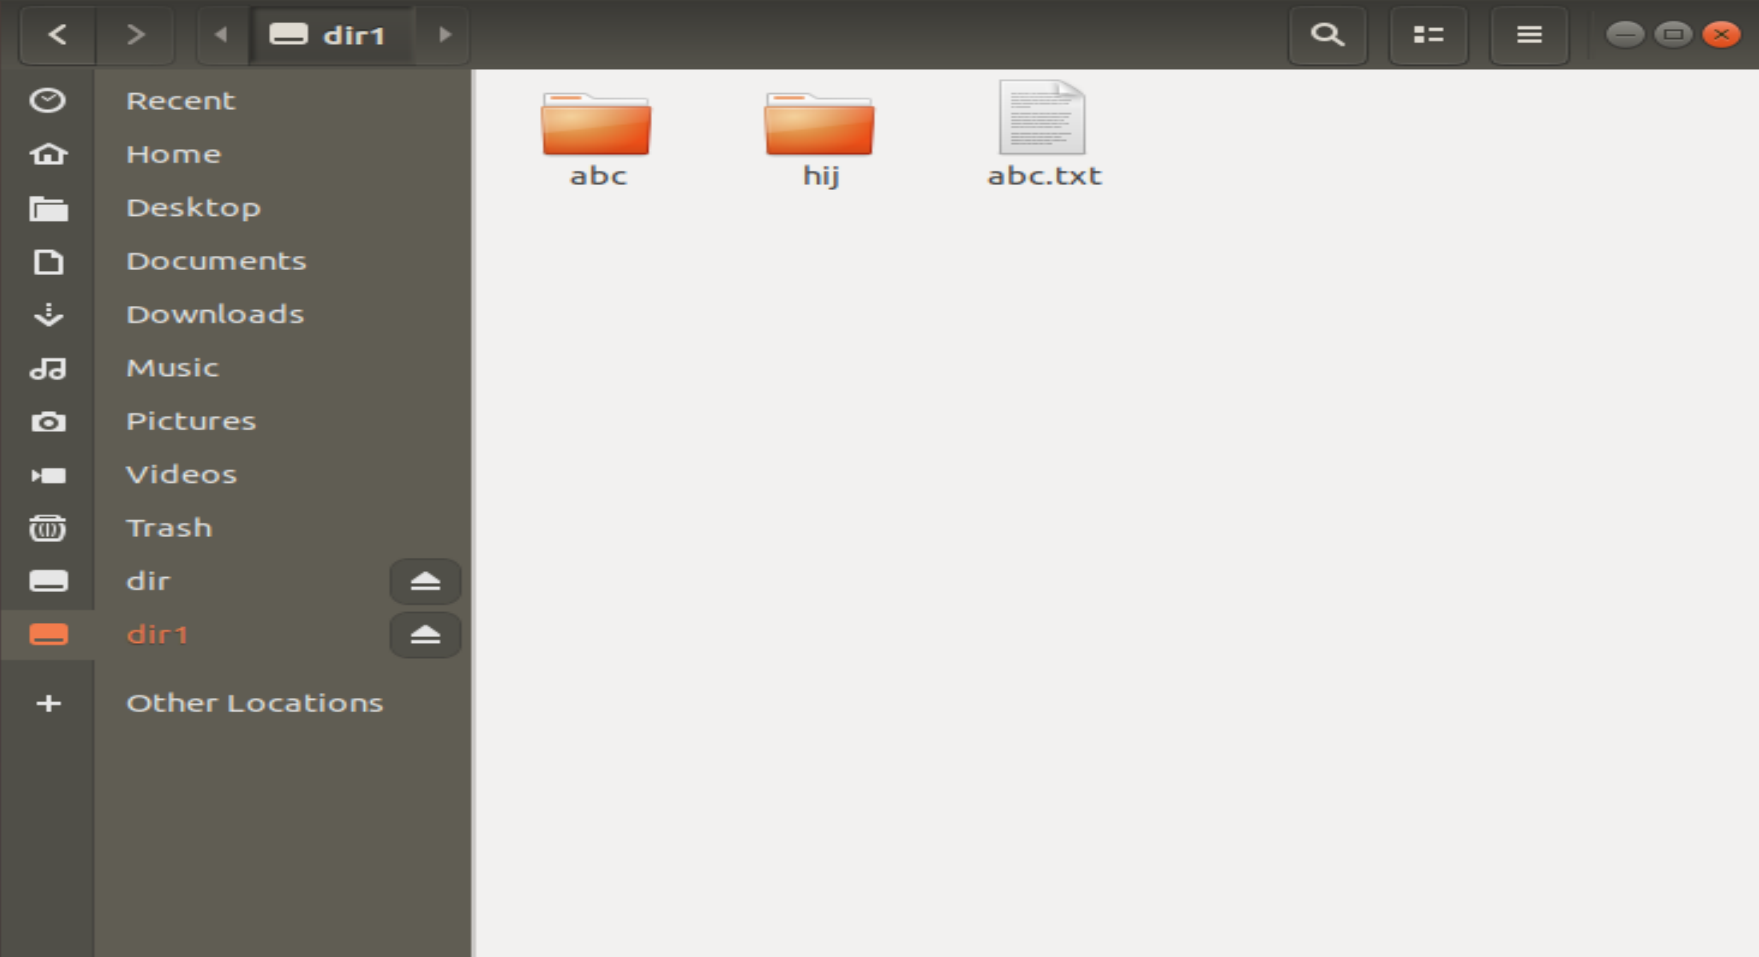 dir1
Recent
Home
Desktop
Documents
Downloads
Music
Pictures
Videos
Trash
dir
dir1
Other Locations
abc hij abc.txt